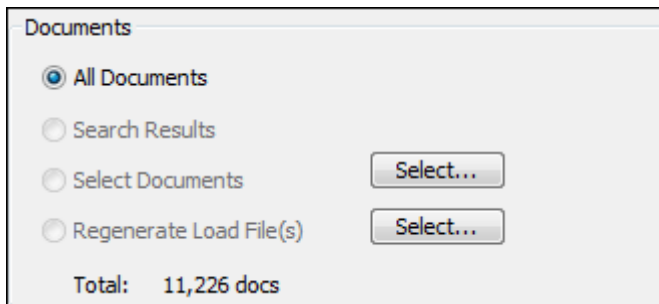 Documents
All Documents
Search Results
Select Documents Select...
Regenerate Load File(s) Select...
Total: 11,226 docs